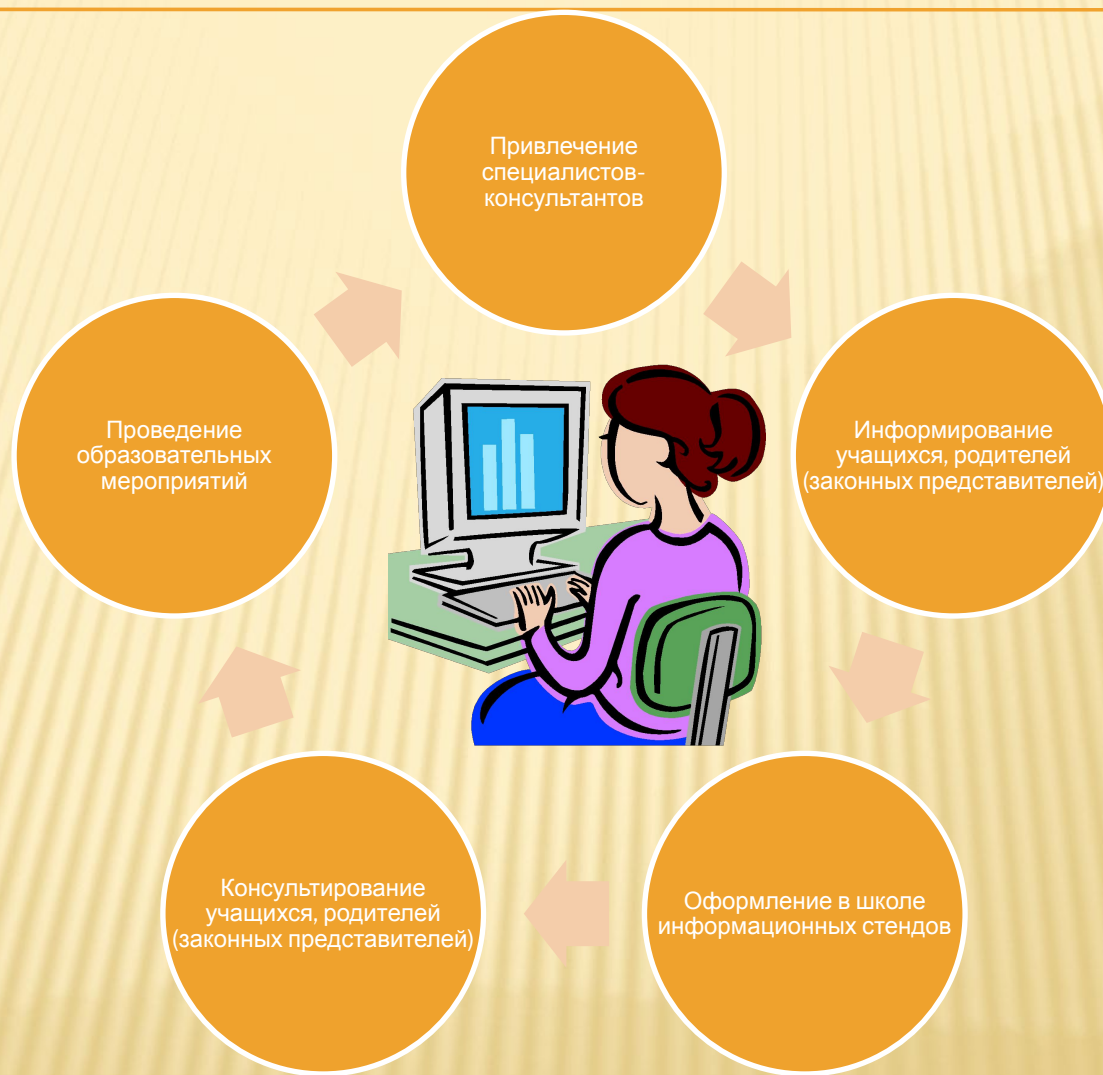 Привлечение
специалистов-
консультантов
Информирование
учащихся, родителей
(законных представителей)
Оформление в школе
информационных стендов
Консультирование
учащихся, родителей
(законных представителей)
Проведение
образовательных
мероприятий